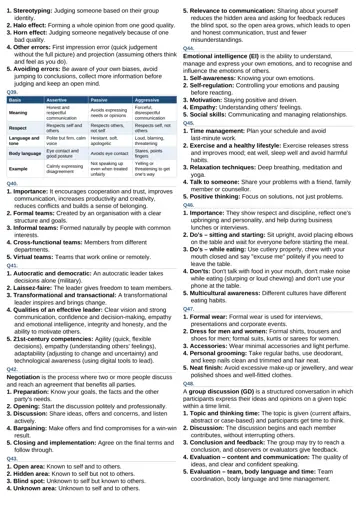 1. Stereotyping: Judging someone based on their group
identity.
2. Halo effect: Forming a whole opinion from one good quality.
3. Horn effect: Judging someone negatively because of one
bad quality.
4. Other errors: First impression error (quick judgement
without the full picture) and projection (assuming others think
and feel as you do).
5. Avoiding errors: Be aware of your own biases, avoid
jumping to conclusions, collect more information before
judging and keep an open mind.
Q39.
Basis Assertive Passive Aggressive
Meaning Honest and respectful communication Avoids expressing needs or opinions Forceful, disrespectful communication
Respect Respects self and others Respects others, not self Respects self, not others
Language and tone Polite but firm, calm voice Hesitant, soft, apologetic Loud, blaming, threatening
Body language Eye contact and good posture Avoids eye contact Stares, points fingers
Example Calmly expressing disagreement Not speaking up even when treated unfairly Yelling or threatening to get one's way
Q40.
1. Importance: It encourages cooperation and trust, improves
communication, increases productivity and creativity,
reduces conflicts and builds a sense of belonging.
2. Formal teams: Created by an organisation with a clear
structure and goals.
3. Informal teams: Formed naturally by people with common
interests.
4. Cross-functional teams: Members from different
departments.
5. Virtual teams: Teams that work online or remotely.
Q41.
1. Autocratic and democratic: An autocratic leader takes
decisions alone (military).
2. Laissez-faire: The leader gives freedom to team members.
3. Transformational and transactional: A transformational
leader inspires and brings change.
4. Qualities of an effective leader: Clear vision and strong
communication, confidence and decision-making, empathy
and emotional intelligence, integrity and honesty, and the
ability to motivate others.
5. 21st-century competencies: Agility (quick, flexible
decisions), empathy (understanding others' feelings),
adaptability (adjusting to change and uncertainty) and
technological awareness (using digital tools to lead).
Q42.
Negotiation is the process where two or more people discuss
and reach an agreement that benefits all parties.
1. Preparation: Know your goals, the facts and the other
party's needs.
2. Opening: Start the discussion politely and professionally.
3. Discussion: Share ideas, offers and concerns, and listen
actively.
4. Bargaining: Make offers and find compromises for a win-win
result.
5. Closing and implementation: Agree on the final terms and
follow through.
Q43.
1. Open area: Known to self and to others.
2. Hidden area: Known to self but not to others.
3. Blind spot: Unknown to self but known to others.
4. Unknown area: Unknown to self and to others.
5. Relevance to communication: Sharing about yourself
reduces the hidden area and asking for feedback reduces
the blind spot, so the open area grows, which leads to open
and honest communication, trust and fewer
misunderstandings.
Q44.
Emotional intelligence (EI) is the ability to understand,
manage and express your own emotions, and to recognise and
influence the emotions of others.
1. Self-awareness: Knowing your own emotions.
2. Self-regulation: Controlling your emotions and pausing
before reacting.
3. Motivation: Staying positive and driven.
4. Empathy: Understanding others' feelings.
5. Social skills: Communicating and managing relationships.
Q45.
1. Time management: Plan your schedule and avoid
last-minute work.
2. Exercise and a healthy lifestyle: Exercise releases stress
and improves mood; eat well, sleep well and avoid harmful
habits.
3. Relaxation techniques: Deep breathing, meditation and
yoga.
4. Talk to someone: Share your problems with a friend, family
member or counsellor.
5. Positive thinking: Focus on solutions, not just problems.
Q46.
1. Importance: They show respect and discipline, reflect one's
upbringing and personality, and help during business
lunches or interviews.
2. Do's – sitting and starting: Sit upright, avoid placing elbows
on the table and wait for everyone before starting the meal.
3. Do's – while eating: Use cutlery properly, chew with your
mouth closed and say "excuse me" politely if you need to
leave the table.
4. Don'ts: Don't talk with food in your mouth, don't make noise
while eating (slurping or loud chewing) and don't use your
phone at the table.
5. Multicultural awareness: Different cultures have different
eating habits.
Q47.
1. Formal wear: Formal wear is used for interviews,
presentations and corporate events.
2. Dress for men and women: Formal shirts, trousers and
shoes for men; formal suits, kurtis or sarees for women.
3. Accessories: Wear minimal accessories and light perfume.
4. Personal grooming: Take regular baths, use deodorant,
and keep nails clean and trimmed and hair neat.
5. Neat finish: Avoid excessive make-up or jewellery, and wear
polished shoes and well-fitted clothes.
Q48.
A group discussion (GD) is a structured conversation in which
participants express their ideas and opinions on a given topic
within a time limit.
1. Topic and thinking time: The topic is given (current affairs,
abstract or case-based) and participants get time to think.
2. Discussion: The discussion begins and each member
contributes, without interrupting others.
3. Conclusion and feedback: The group may try to reach a
conclusion, and observers or evaluators give feedback.
4. Evaluation – content and communication: The quality of
ideas, and clear and confident speaking.
5. Evaluation – team, body language and time: Team
coordination, body language and time management.